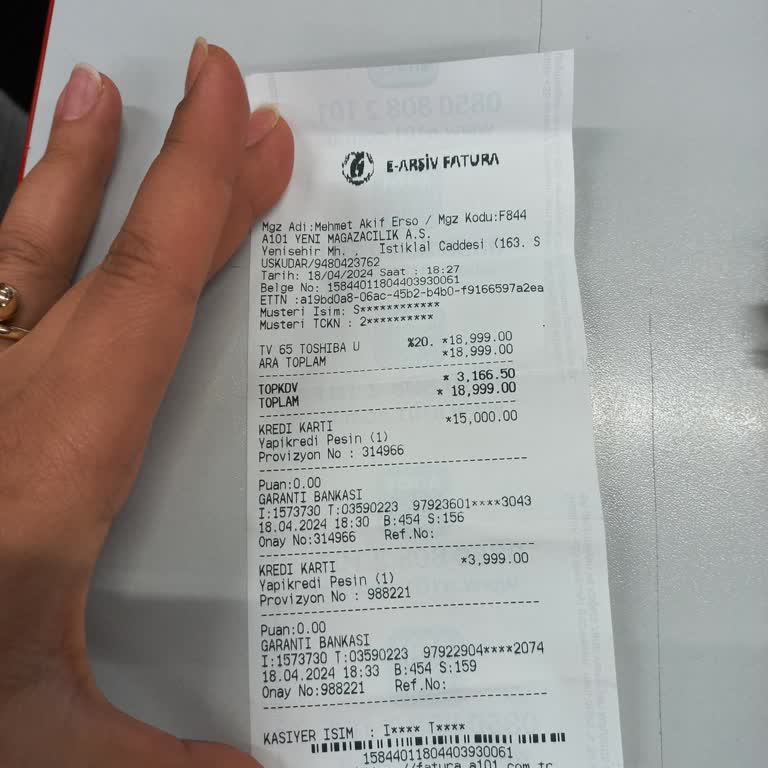 E-ARŞİV FATURA
Mgz Adi:Mehmet Akif Erso / Mgz Kodu:F844
A101 YENI MAGAZACILIK A.S.
Yenisehir Mh. , Istiklal Caddesi (163. S
USKUDAR/9480423762
Tarih: 18/04/2024 Saat : 18:27
Belge No: 15844011804403930061
ETTN :a19bd0a8-06ac-45b2-b4b0-f9166597a2ea
Musteri Isim: S************
Musteri TCKN : 2**********
TV 65 TOSHIBA U %20. *18,999.00
ARA TOPLAM *18,999.00
TOPKDV * 3,166.50
TOPLAM * 18,999.00
KREDI KARTI *15,000.00
Yapikredi Pesin (1)
Provizyon No : 314966
Puan:0.00
GARANTI BANKASI
I:1573730 T:03590223 97923601****3043
18.04.2024 18:30 B:454 S:156
Onay No:314966 Ref.No:
KREDI KARTI *3,999.00
Yapikredi Pesin (1)
Provizyon No : 988221
Puan:0.00
GARANTI BANKASI
I:1573730 T:03590223 97922904****2074
18.04.2024 18:33 B:454 S:159
Onay No:988221 Ref.No:
KASIYER ISIM : I**** T****
15844011804403930061
//fatura.a101.com.tr